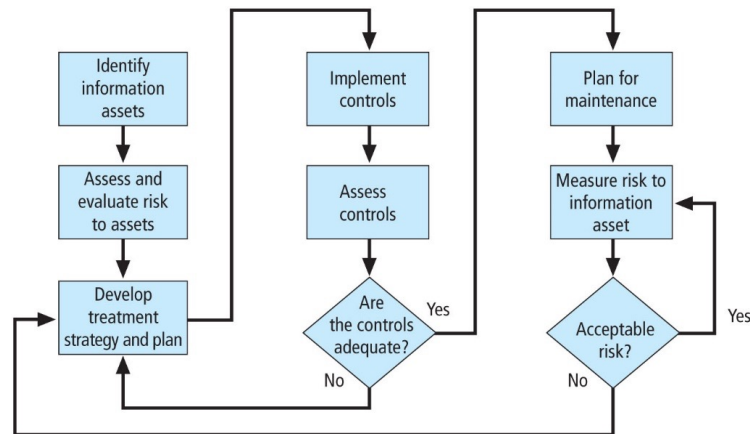 Identify
information
assets
Assess and
evaluate risk
to assets
Develop
treatment
strategy and plan
Implement
controls
Assess
controls
Are
the controls
adequate?
Yes
No
Plan for
maintenance
Measure risk to
information
asset
Acceptable
risk?
Yes
No